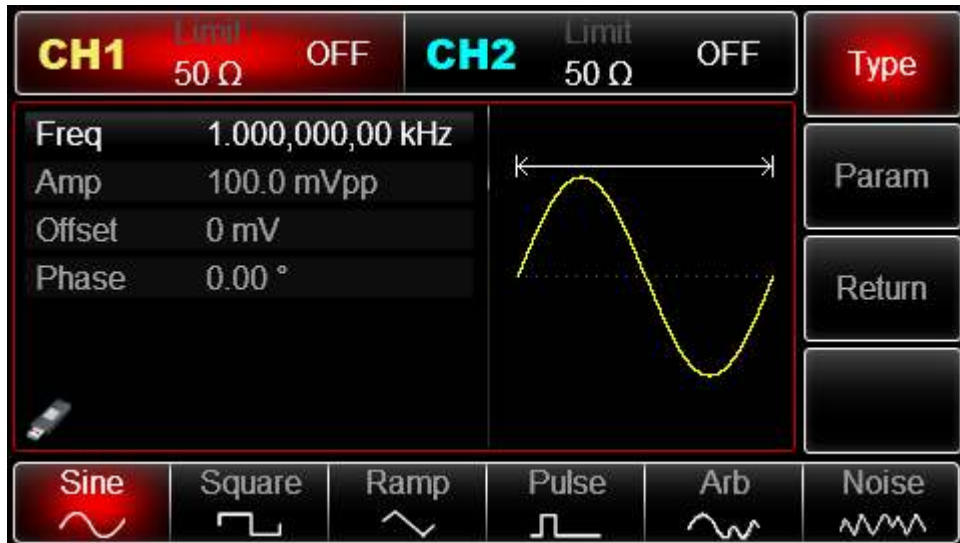 CH1 Limit 50 Ω OFF CH2 Limit 50 Ω OFF
Type
Freq 1.000,000,00 kHz
Amp 100.0 mVpp
Offset 0 mV
Phase 0.00 °
Param
Return
Sine Square Ramp Pulse Arb Noise